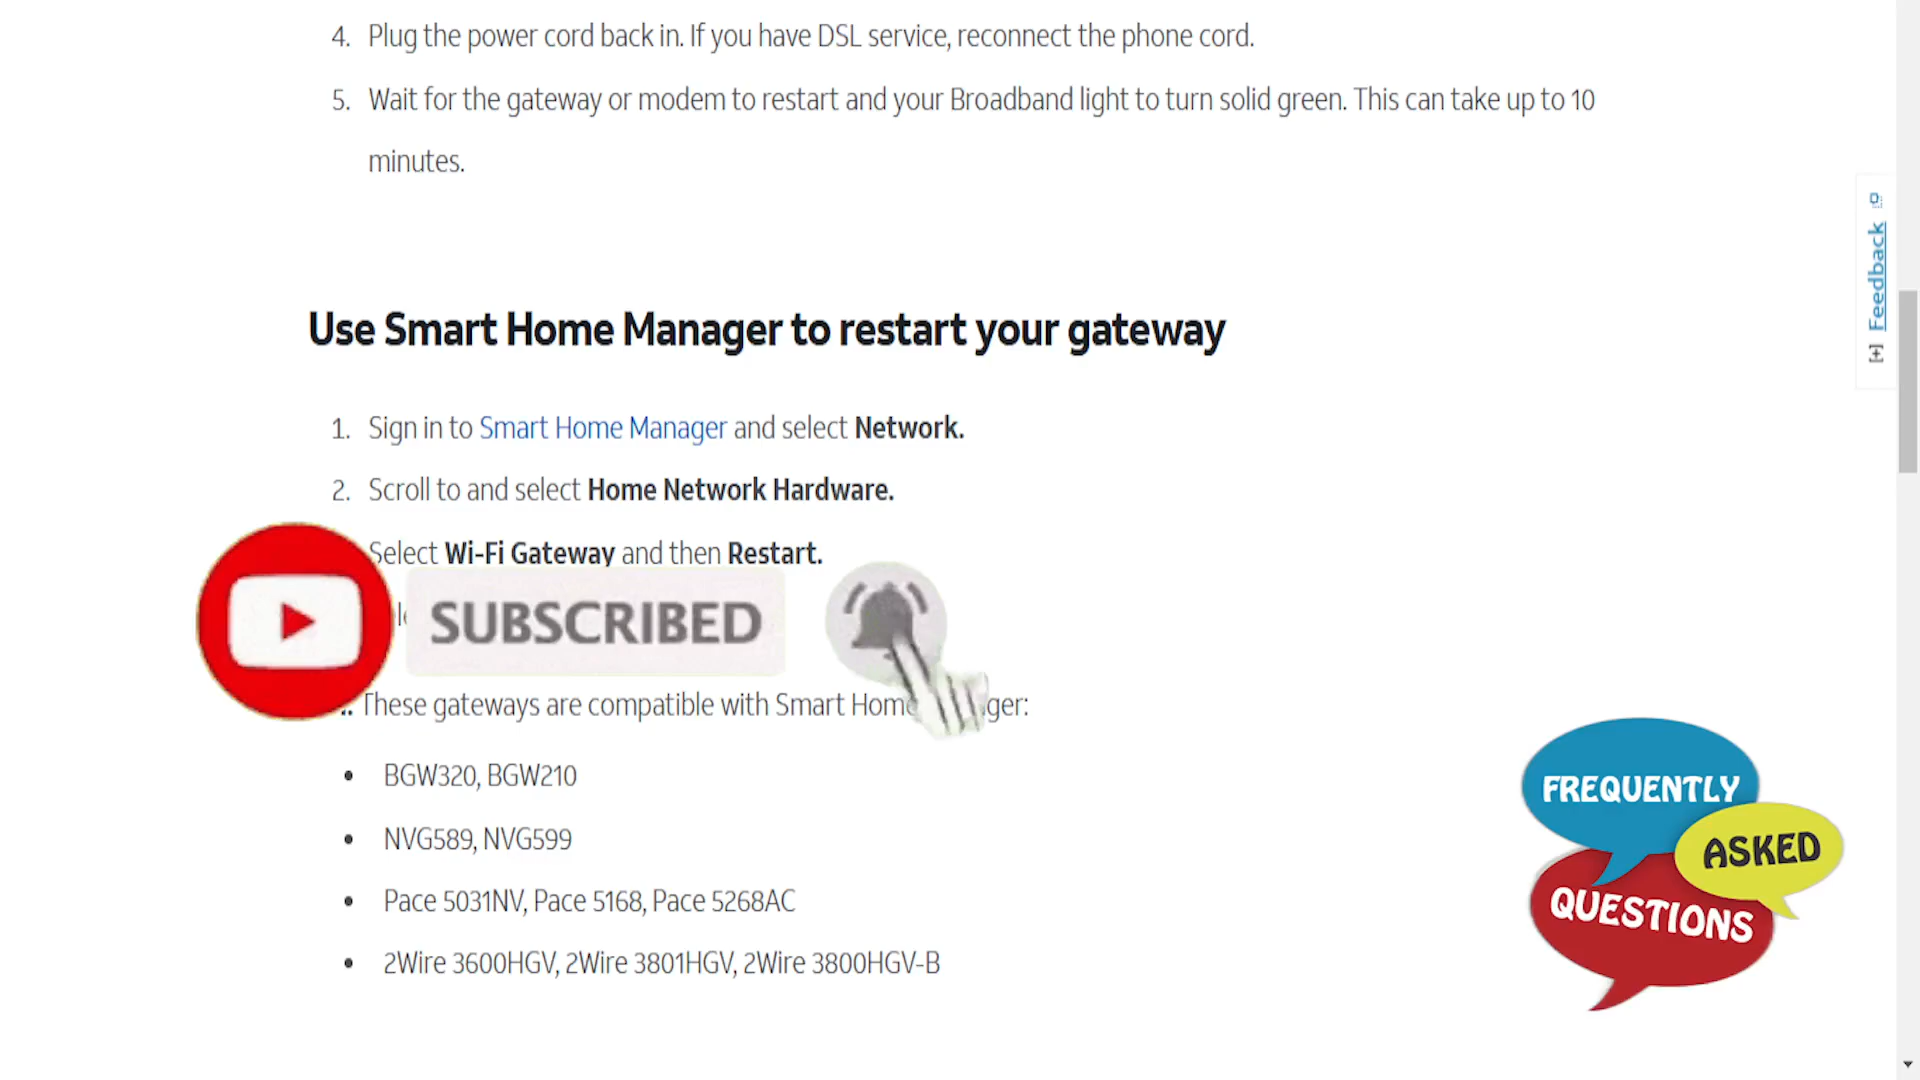 4. Plug the power cord back in. If you have DSL service, reconnect the phone cord.
5. Wait for the gateway or modem to restart and your Broadband light to turn solid green. This can take up to 10
minutes.
[+] Feedback
Use Smart Home Manager to restart your gateway
1. Sign in to Smart Home Manager and select Network.
2. Scroll to and select Home Network Hardware.
Select Wi-Fi Gateway and then Restart.
SUBSCRIBED
These gateways are compatible with Smart Home
• BGW320, BGW210
• NVG589, NVG599
• Pace 5031NV, Pace 5168, Pace 5268AC
• 2Wire 3600HGV, 2Wire 3801HGV, 2Wire 3800HGV-B
FREQUENTLY
ASKED
QUESTIONS